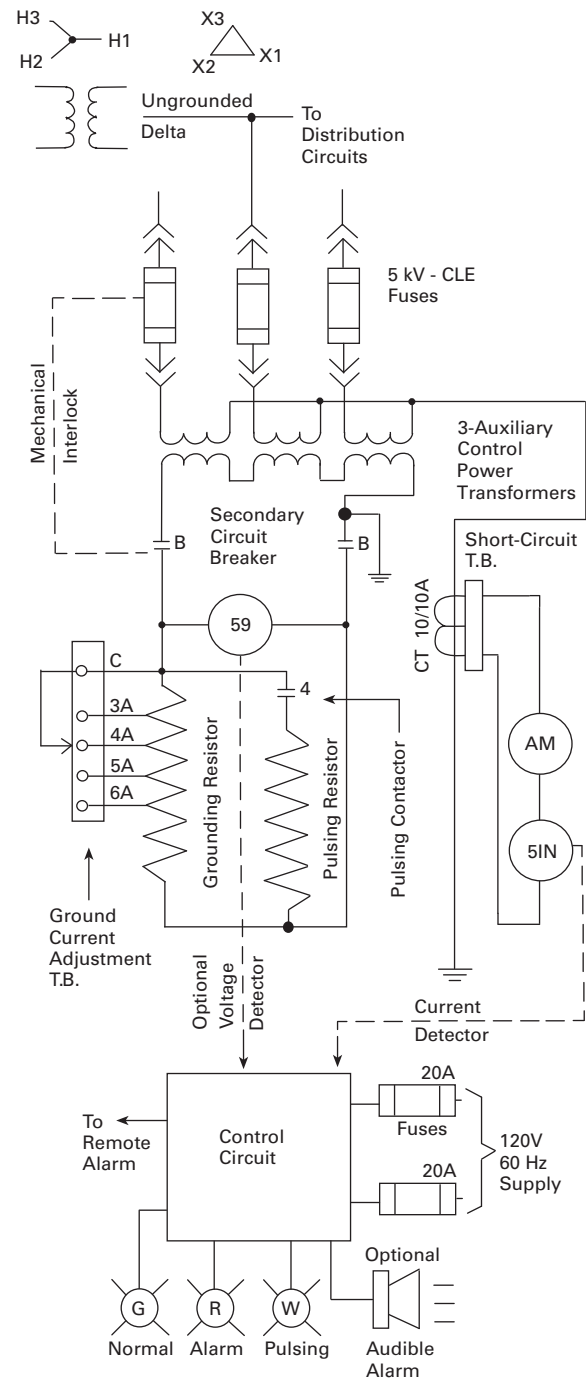 H3
H1
H2
X3
X2
X1
Ungrounded
Delta
To
Distribution
Circuits
5 kV - CLE
Fuses
Mechanical
Interlock
3-Auxiliary
Control
Power
Transformers
Secondary
Circuit
Breaker
B
B
Short-Circuit
T.B.
CT 10/10A
59
C
3A
4A
5A
6A
4
Grounding Resistor
Pulsing Resistor
Pulsing Contactor
AM
5IN
Ground
Current
Adjustment
T.B.
Optional
Voltage
Detector
Current
Detector
To
Remote
Alarm
Control
Circuit
20A
Fuses
20A
120V
60 Hz
Supply
G
R
W
Normal
Alarm
Pulsing
Optional
Audible
Alarm